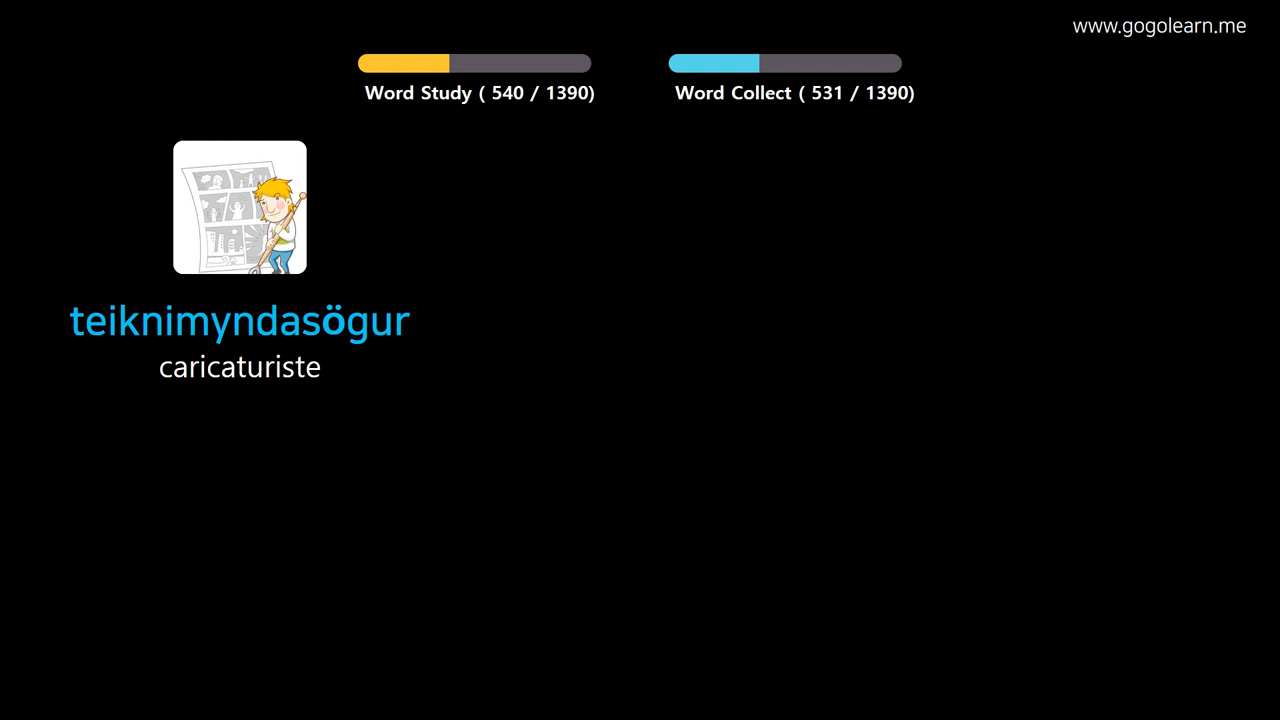 www.gogolearn.me
Word Study ( 540 / 1390)
Word Collect ( 531 / 1390)
teiknimyndasögur
caricaturiste